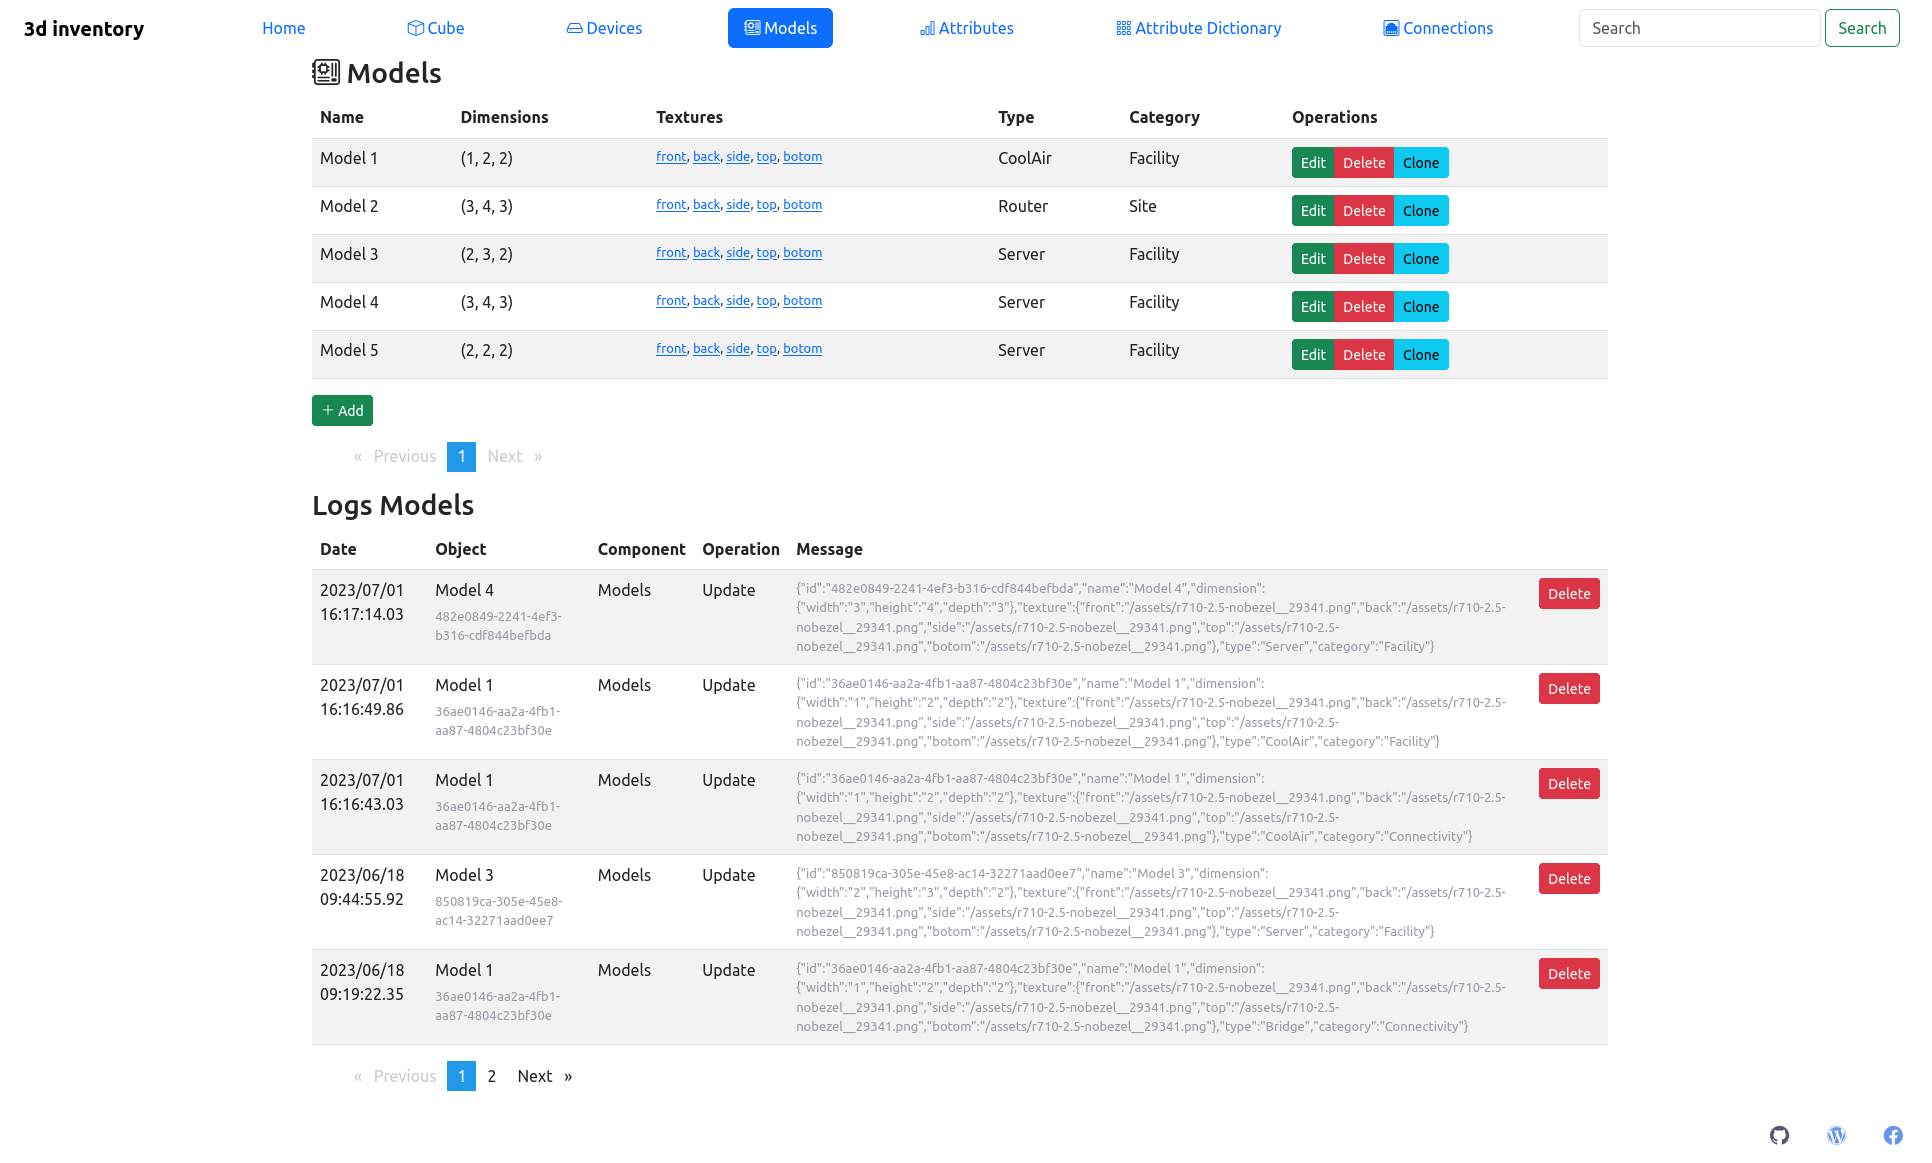 3d inventory Home Cube Devices Models Attributes Attribute Dictionary Connections Search Search
Models
Name Dimensions Textures Type Category Operations
Model 1 (1, 2, 2) front, back, side, top, botom CoolAir Facility Edit Delete Clone
Model 2 (3, 4, 3) front, back, side, top, botom Router Site Edit Delete Clone
Model 3 (2, 3, 2) front, back, side, top, botom Server Facility Edit Delete Clone
Model 4 (3, 4, 3) front, back, side, top, botom Server Facility Edit Delete Clone
Model 5 (2, 2, 2) front, back, side, top, botom Server Facility Edit Delete Clone
+ Add
« Previous 1 Next »
Logs Models
Date Object Component Operation Message
2023/07/01 Model 4 Models Update {"id":"482e0849-2241-4ef3-b316-cdf844befbda","name":"Model 4","dimension": Delete
16:17:14.03 482e0849-2241-4ef3- {"width":"3","height":"4","depth":"3"},"texture":{"front":"/assets/r710-2.5-nobezel__29341.png","back":"/assets/r710-2.5-
b316-cdf844befbda nobezel__29341.png","side":"/assets/r710-2.5-nobezel__29341.png","top":"/assets/r710-2.5-
nobezel__29341.png","botom":"/assets/r710-2.5-nobezel__29341.png"},"type":"Server","category":"Facility"}
2023/07/01 Model 1 Models Update {"id":"36ae0146-aa2a-4fb1-aa87-4804c23bf30e","name":"Model 1","dimension": Delete
16:16:49.86 36ae0146-aa2a-4fb1- {"width":"1","height":"2","depth":"2"},"texture":{"front":"/assets/r710-2.5-nobezel__29341.png","back":"/assets/r710-2.5-
aa87-4804c23bf30e nobezel__29341.png","side":"/assets/r710-2.5-nobezel__29341.png","top":"/assets/r710-2.5-
nobezel__29341.png","botom":"/assets/r710-2.5-nobezel__29341.png"},"type":"CoolAir","category":"Facility"}
2023/07/01 Model 1 Models Update {"id":"36ae0146-aa2a-4fb1-aa87-4804c23bf30e","name":"Model 1","dimension": Delete
16:16:43.03 36ae0146-aa2a-4fb1- {"width":"1","height":"2","depth":"2"},"texture":{"front":"/assets/r710-2.5-nobezel__29341.png","back":"/assets/r710-2.5-
aa87-4804c23bf30e nobezel__29341.png","side":"/assets/r710-2.5-nobezel__29341.png","top":"/assets/r710-2.5-
nobezel__29341.png","botom":"/assets/r710-2.5-nobezel__29341.png"},"type":"CoolAir","category":"Connectivity"}
2023/06/18 Model 3 Models Update {"id":"850819ca-305e-45e8-ac14-32271aad0ee7","name":"Model 3","dimension": Delete
09:44:55.92 850819ca-305e-45e8- {"width":"2","height":"3","depth":"2"},"texture":{"front":"/assets/r710-2.5-nobezel__29341.png","back":"/assets/r710-2.5-
ac14-32271aad0ee7 nobezel__29341.png","side":"/assets/r710-2.5-nobezel__29341.png","top":"/assets/r710-2.5-
nobezel__29341.png","botom":"/assets/r710-2.5-nobezel__29341.png"},"type":"Server","category":"Facility"}
2023/06/18 Model 1 Models Update {"id":"36ae0146-aa2a-4fb1-aa87-4804c23bf30e","name":"Model 1","dimension": Delete
09:19:22.35 36ae0146-aa2a-4fb1- {"width":"1","height":"2","depth":"2"},"texture":{"front":"/assets/r710-2.5-nobezel__29341.png","back":"/assets/r710-2.5-
aa87-4804c23bf30e nobezel__29341.png","side":"/assets/r710-2.5-nobezel__29341.png","top":"/assets/r710-2.5-
nobezel__29341.png","botom":"/assets/r710-2.5-nobezel__29341.png"},"type":"Bridge","category":"Connectivity"}
« Previous 1 2 Next »